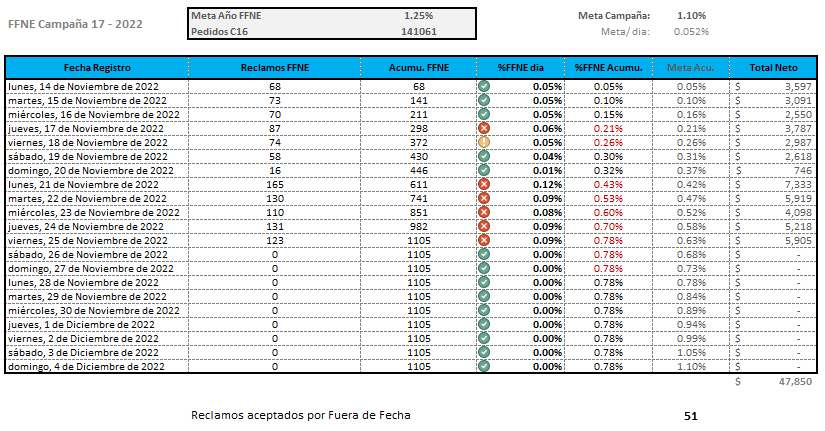 FFNE Campaña 17 - 2022
Meta Año FFNE 1.25%
Pedidos C16 141061
Meta Campaña: 1.10%
Meta/ dia: 0.052%
Fecha Registro Reclamos FFNE Acumu. FFNE %FFNE dia %FFNE Acumu. Meta Acu. Total Neto
lunes, 14 de Noviembre de 2022 68 68 0.05% 0.05% 0.05% $ 3,597
martes, 15 de Noviembre de 2022 73 141 0.05% 0.10% 0.10% $ 3,091
miércoles, 16 de Noviembre de 2022 70 211 0.05% 0.15% 0.16% $ 2,550
jueves, 17 de Noviembre de 2022 87 298 0.06% 0.21% 0.21% $ 3,787
viernes, 18 de Noviembre de 2022 74 372 0.05% 0.26% 0.26% $ 2,987
sábado, 19 de Noviembre de 2022 58 430 0.04% 0.30% 0.31% $ 2,618
domingo, 20 de Noviembre de 2022 16 446 0.01% 0.32% 0.37% $ 746
lunes, 21 de Noviembre de 2022 165 611 0.12% 0.43% 0.42% $ 7,333
martes, 22 de Noviembre de 2022 130 741 0.09% 0.53% 0.47% $ 5,919
miércoles, 23 de Noviembre de 2022 110 851 0.08% 0.60% 0.52% $ 4,098
jueves, 24 de Noviembre de 2022 131 982 0.09% 0.70% 0.58% $ 5,218
viernes, 25 de Noviembre de 2022 123 1105 0.09% 0.78% 0.63% $ 5,905
sábado, 26 de Noviembre de 2022 0 1105 0.00% 0.78% 0.68% $ -
domingo, 27 de Noviembre de 2022 0 1105 0.00% 0.78% 0.73% $ -
lunes, 28 de Noviembre de 2022 0 1105 0.00% 0.78% 0.78% $ -
martes, 29 de Noviembre de 2022 0 1105 0.00% 0.78% 0.84% $ -
miércoles, 30 de Noviembre de 2022 0 1105 0.00% 0.78% 0.89% $ -
jueves, 1 de Diciembre de 2022 0 1105 0.00% 0.78% 0.94% $ -
viernes, 2 de Diciembre de 2022 0 1105 0.00% 0.78% 0.99% $ -
sábado, 3 de Diciembre de 2022 0 1105 0.00% 0.78% 1.05% $ -
domingo, 4 de Diciembre de 2022 0 1105 0.00% 0.78% 1.10% $ -
$ 47,850
Reclamos aceptados por Fuera de Fecha 51